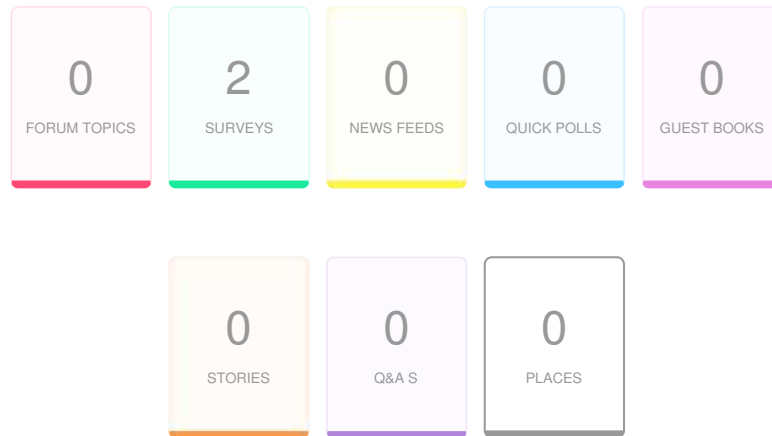 0 2 0 0 0
FORUM TOPICS SURVEYS NEWS FEEDS QUICK POLLS GUEST BOOKS
0 0 0
STORIES Q&A S PLACES